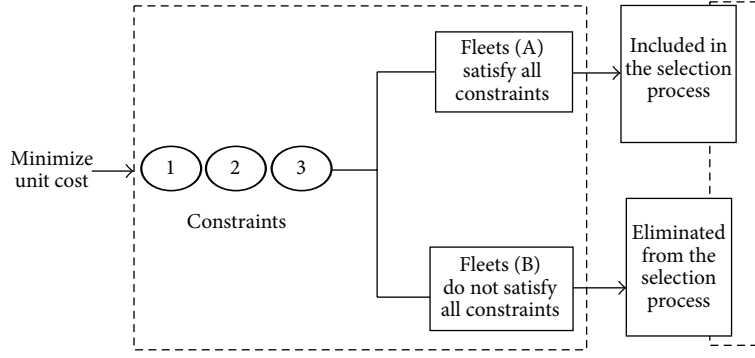 Minimize
unit cost
1
2
3
Constraints
Fleets (A)
satisfy all
constraints
Included in
the selection
process
Fleets (B)
do not satisfy
all constraints
Eliminated
from the
selection
process